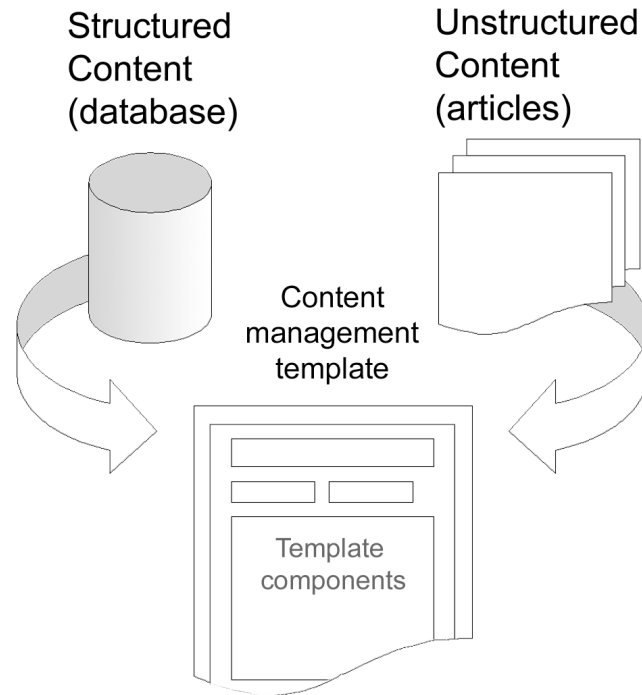 Structured
Content
(database)
Unstructured
Content
(articles)
Content
management
template
Template
components